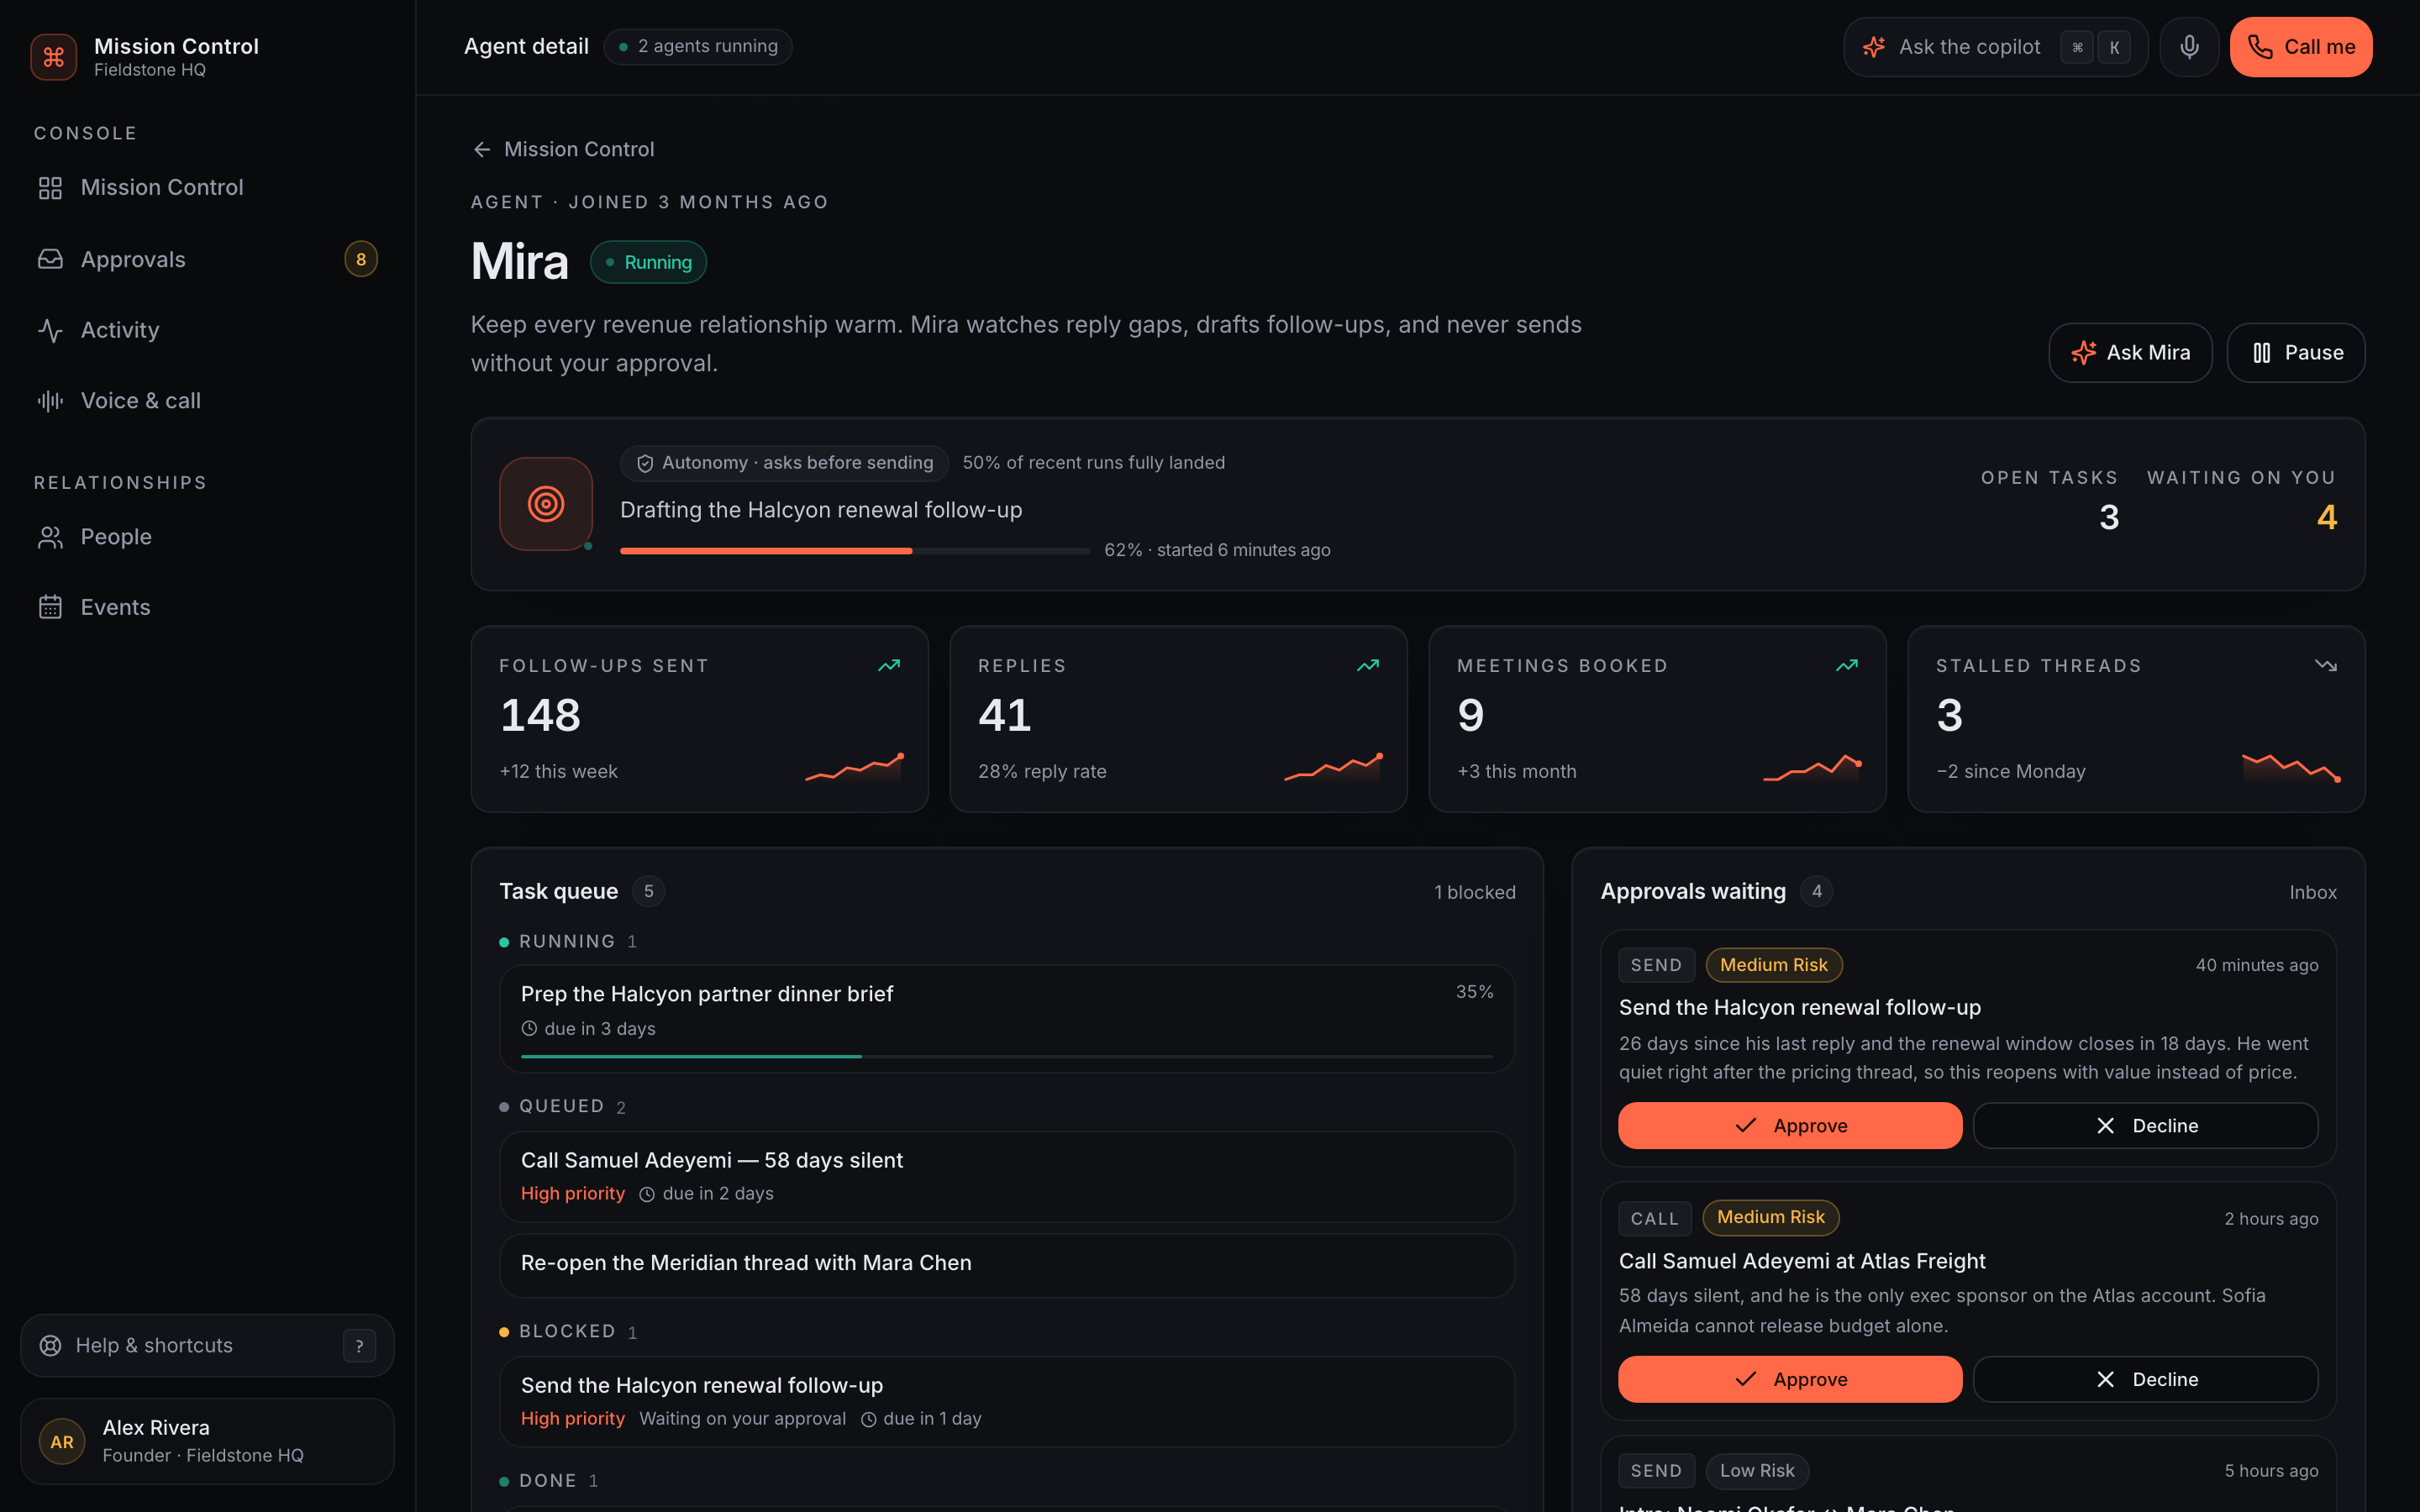 Mission Control
Fieldstone HQ
CONSOLE
Mission Control
Approvals
8
Activity
Voice & call
RELATIONSHIPS
People
Events
Help & shortcuts
?
AR
Alex Rivera
Founder · Fieldstone HQ
Agent detail
2 agents running
Ask the copilot
⌘ K
Call me
Mission Control
AGENT · JOINED 3 MONTHS AGO
Mira
Running
Keep every revenue relationship warm. Mira watches reply gaps, drafts follow-ups, and never sends
without your approval.
Ask Mira
Pause
Autonomy · asks before sending
50% of recent runs fully landed
Drafting the Halcyon renewal follow-up
62% · started 6 minutes ago
OPEN TASKS
3
WAITING ON YOU
4
FOLLOW-UPS SENT
148
+12 this week
REPLIES
41
28% reply rate
MEETINGS BOOKED
9
+3 this month
STALLED THREADS
3
−2 since Monday
Task queue
5
1 blocked
RUNNING 1
Prep the Halcyon partner dinner brief
35%
due in 3 days
QUEUED 2
Call Samuel Adeyemi — 58 days silent
High priority
due in 2 days
Re-open the Meridian thread with Mara Chen
BLOCKED 1
Send the Halcyon renewal follow-up
High priority
Waiting on your approval
due in 1 day
DONE 1
Approvals waiting
4
Inbox
SEND
Medium Risk
40 minutes ago
Send the Halcyon renewal follow-up
26 days since his last reply and the renewal window closes in 18 days. He went
quiet right after the pricing thread, so this reopens with value instead of price.
Approve
Decline
CALL
Medium Risk
2 hours ago
Call Samuel Adeyemi at Atlas Freight
58 days silent, and he is the only exec sponsor on the Atlas account. Sofia
Almeida cannot release budget alone.
Approve
Decline
SEND
Low Risk
5 hours ago